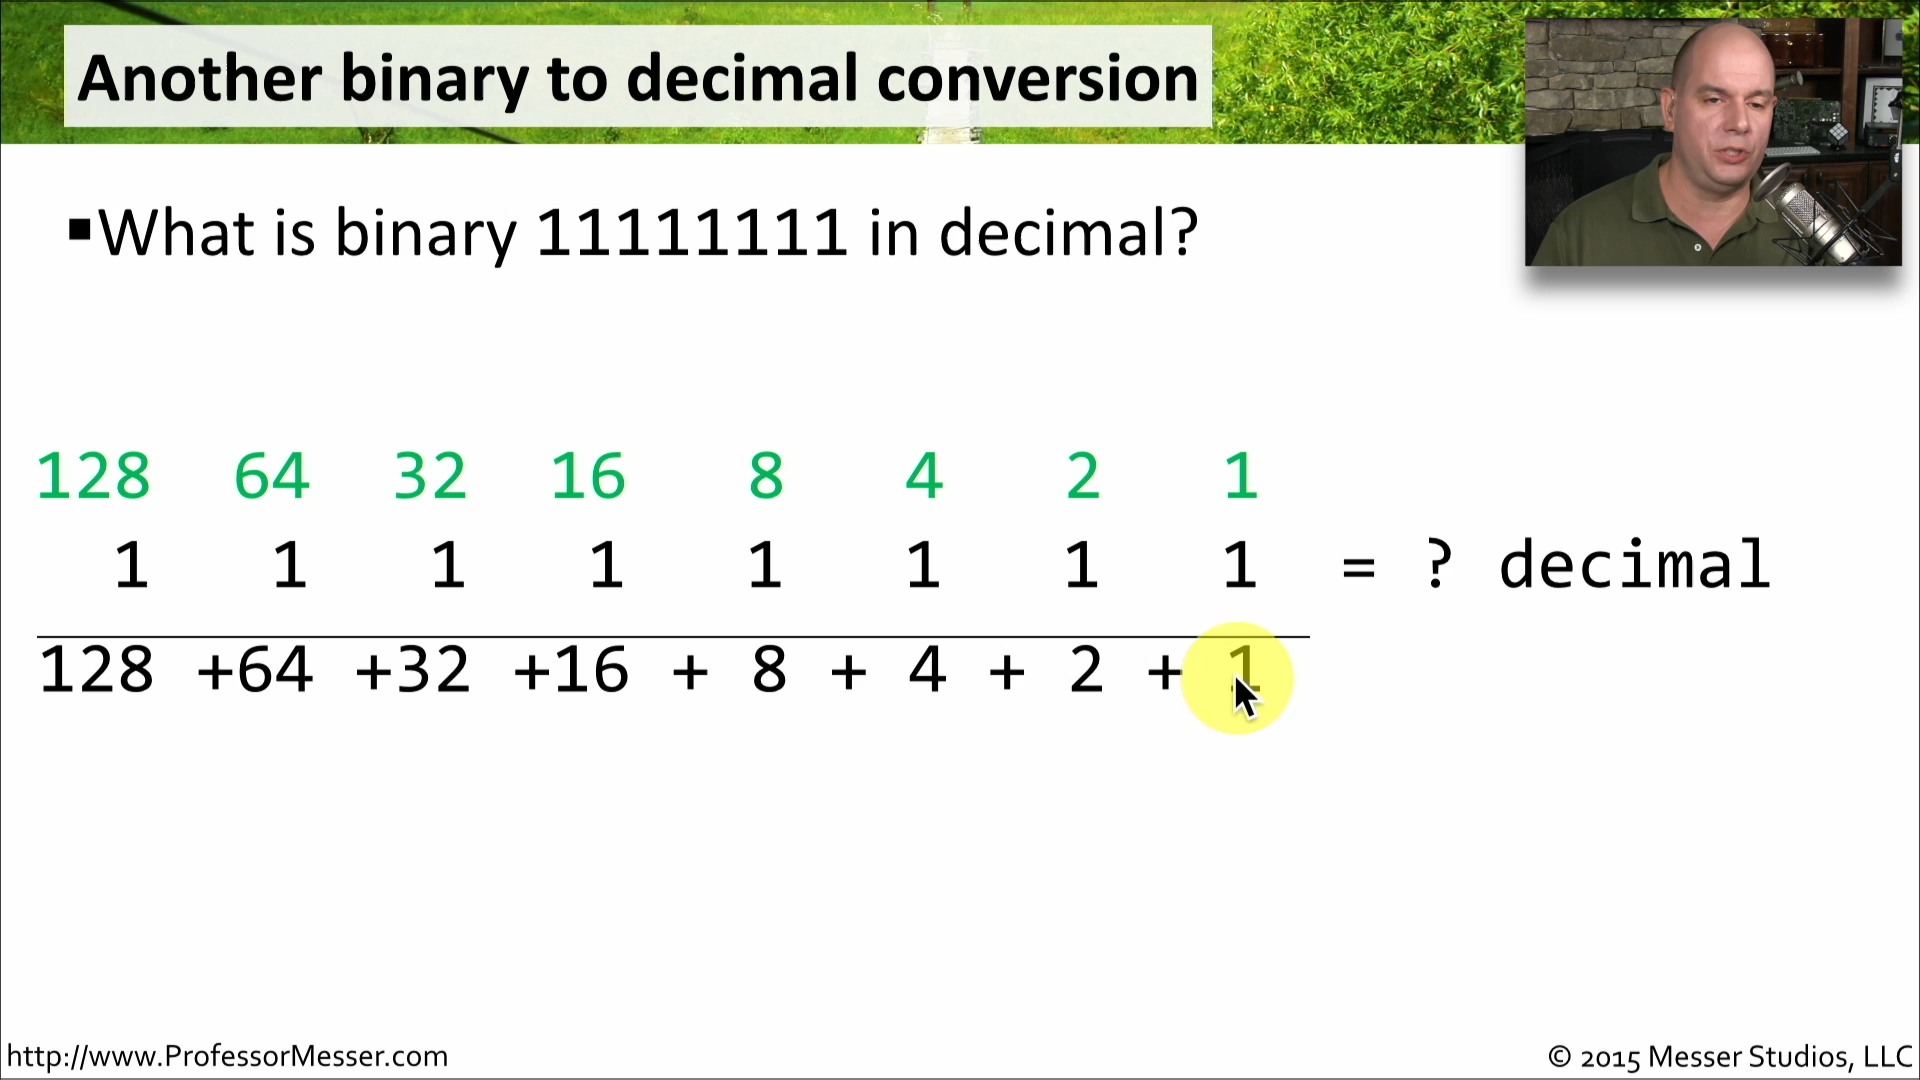 Another binary to decimal conversion
▪What is binary 11111111 in decimal?
128 64 32 16 8 4 2 1
1 1 1 1 1 1 1 1 = ? decimal
128 +64 +32 +16 + 8 + 4 + 2 + 1
http://www.ProfessorMesser.com
© 2015 Messer Studios, LLC